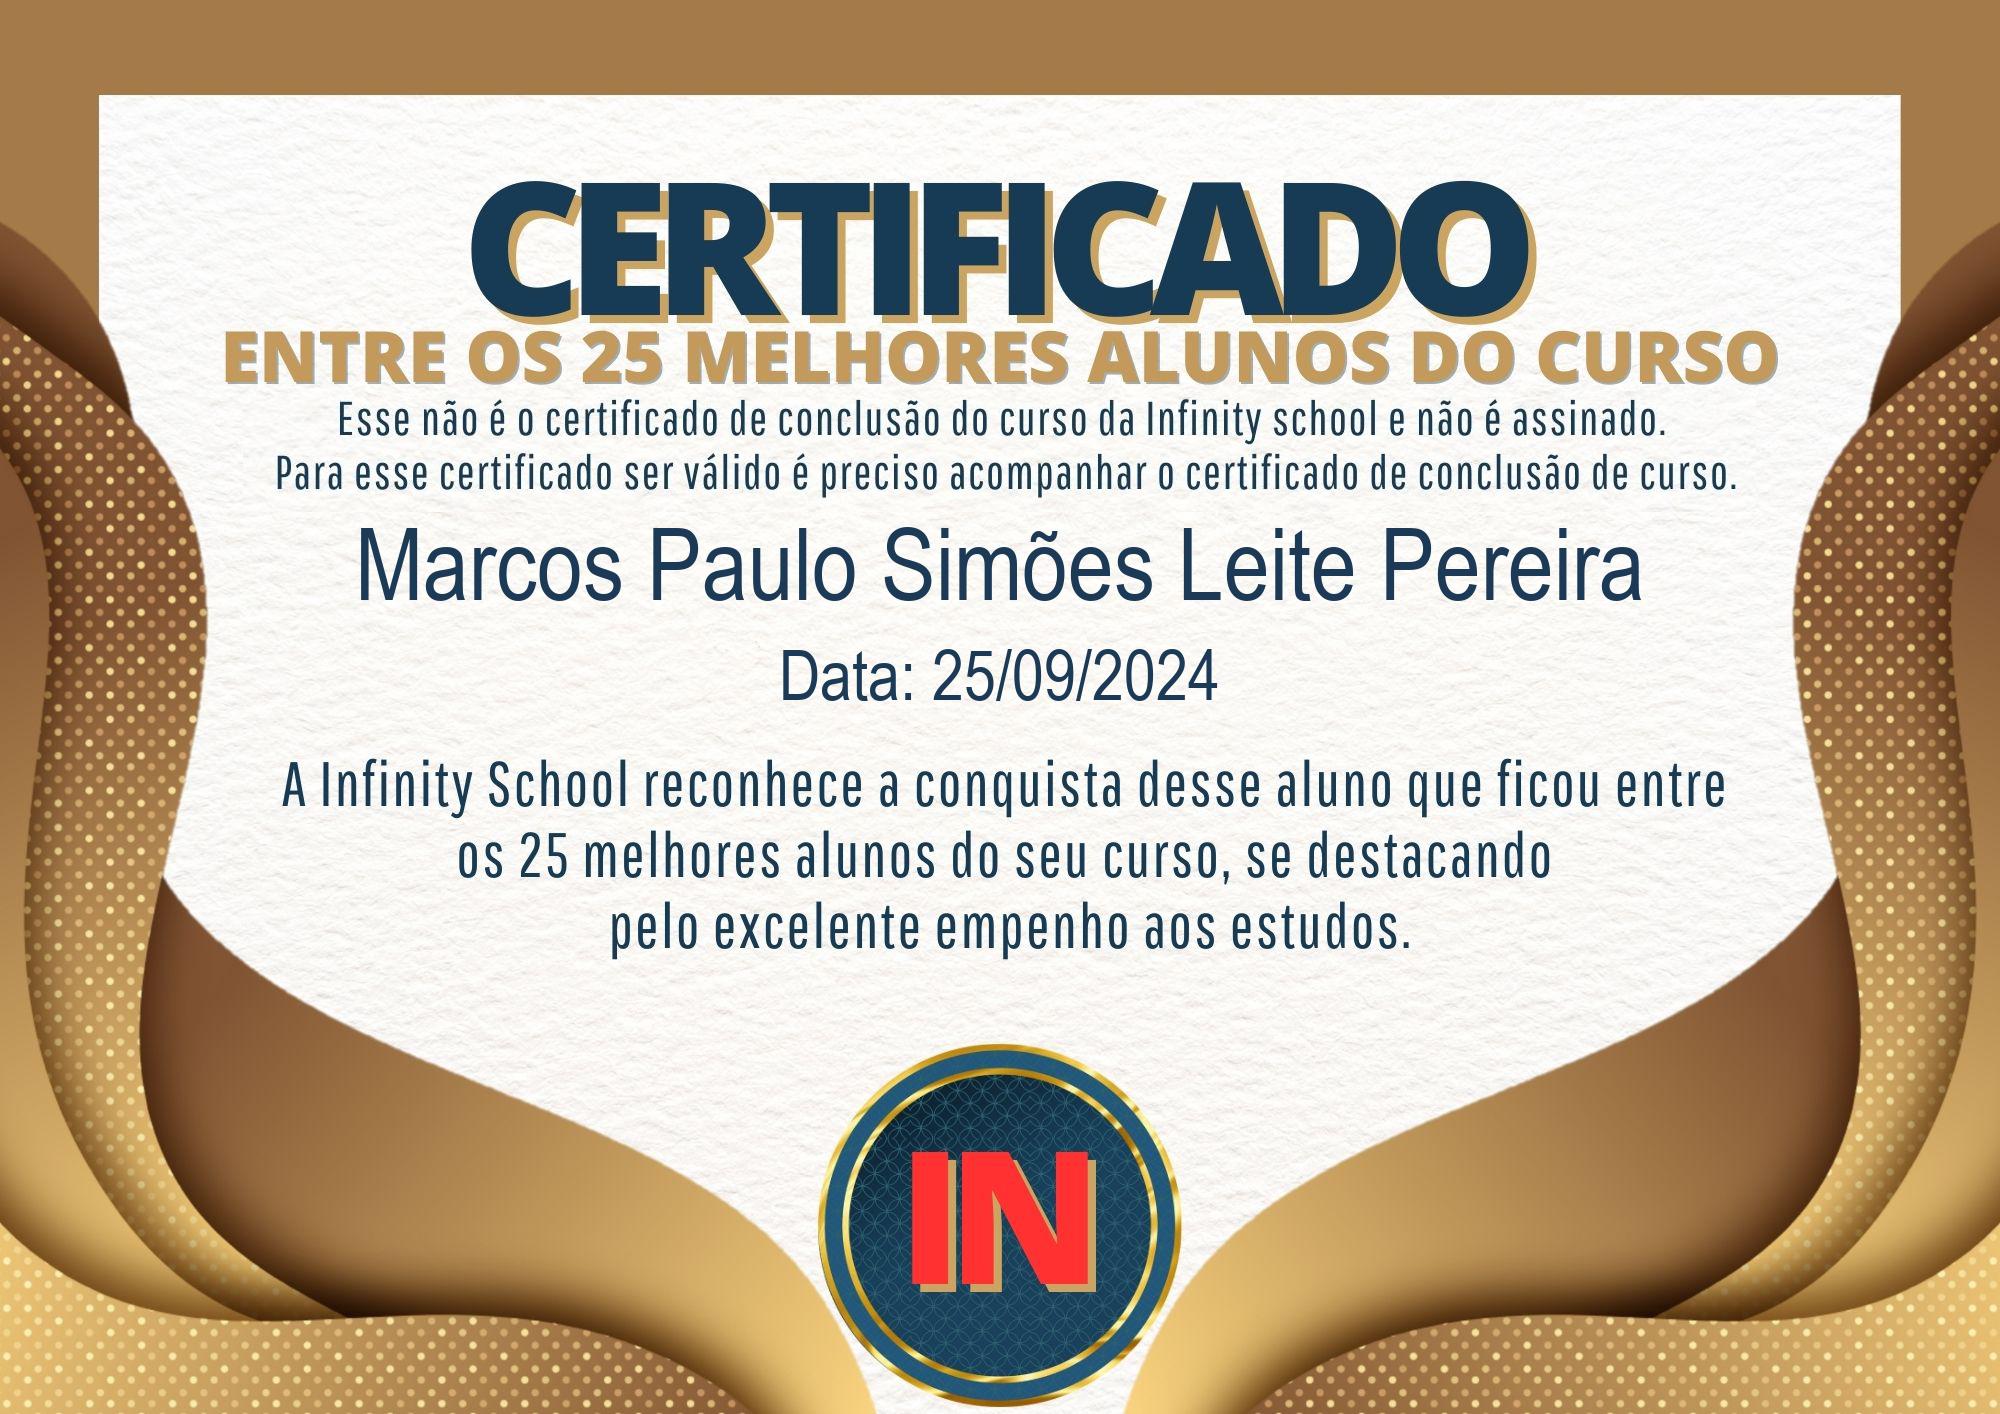 CERTIFICADO
ENTRE OS 25 MELHORES ALUNOS DO CURSO
Esse não é o certificado de conclusão do curso da Infinity school e não é assinado.
Para esse certificado ser válido é preciso acompanhar o certificado de conclusão de curso.
Marcos Paulo Simões Leite Pereira
Data: 25/09/2024
A Infinity School reconhece a conquista desse aluno que ficou entre
os 25 melhores alunos do seu curso, se destacando
pelo excelente empenho aos estudos.
IN